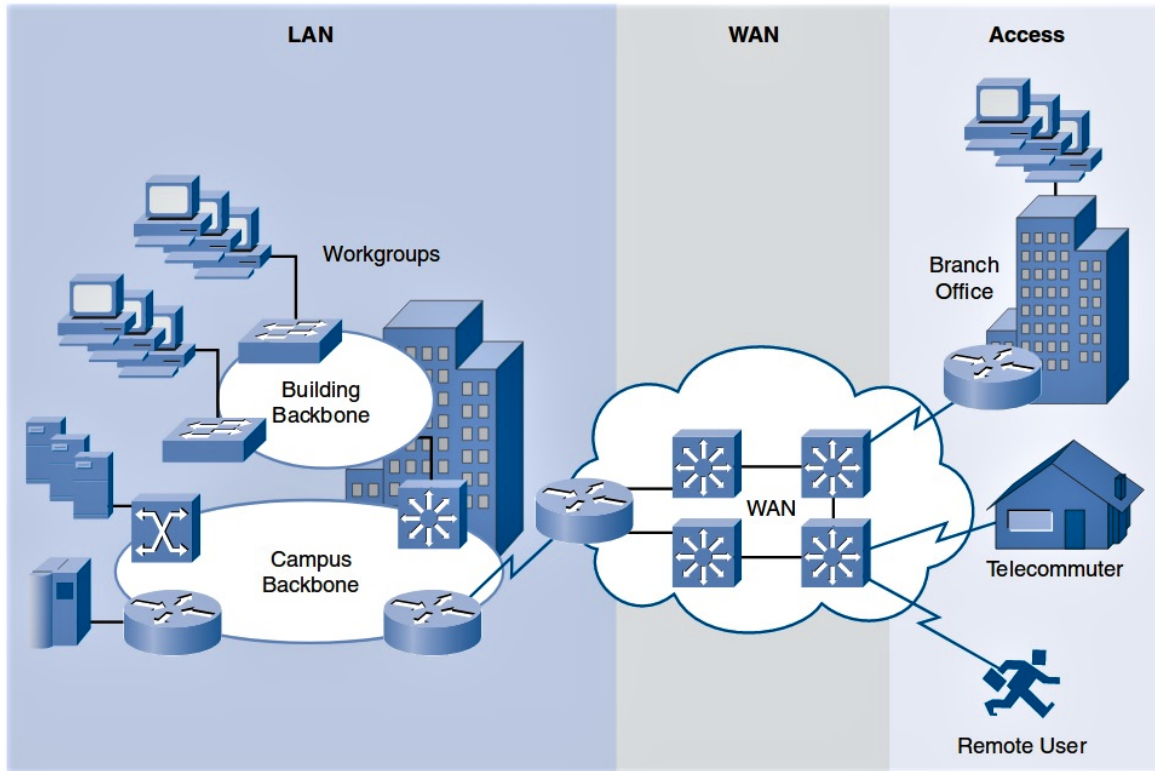 LAN
WAN
Access
Workgroups
Branch
Office
Building
Backbone
WAN
Campus
Backbone
Telecommuter
Remote User